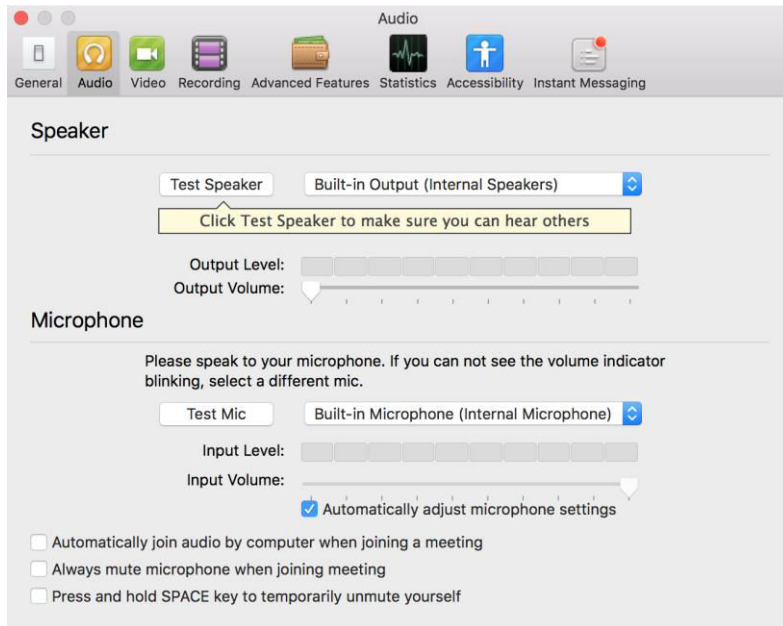 Audio
General Audio Video Recording Advanced Features Statistics Accessibility Instant Messaging
Speaker
Test Speaker Built-in Output (Internal Speakers)
Click Test Speaker to make sure you can hear others
Output Level:
Output Volume:
Microphone
Please speak to your microphone. If you can not see the volume indicator
blinking, select a different mic.
Test Mic Built-in Microphone (Internal Microphone)
Input Level:
Input Volume:
Automatically adjust microphone settings
Automatically join audio by computer when joining a meeting
Always mute microphone when joining meeting
Press and hold SPACE key to temporarily unmute yourself